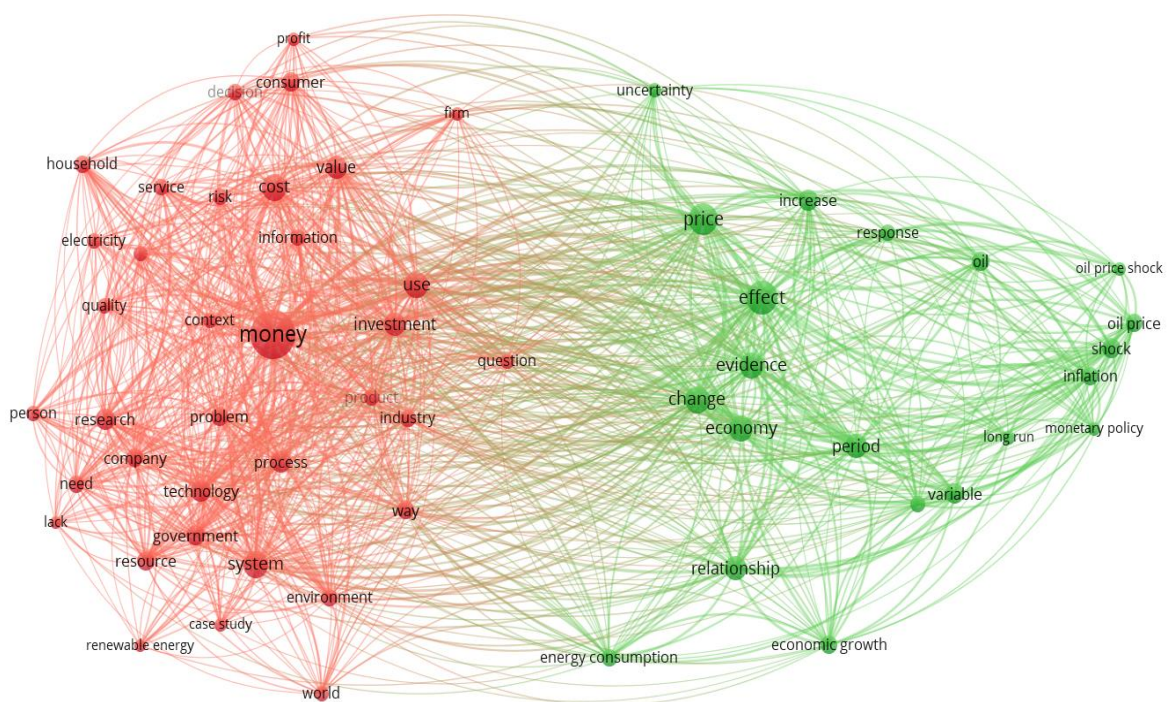 profit
consumer
decision
uncertainty
firm
household
value
service
cost
risk
increase
price
response
electricity
information
oil
oil price shock
use
effect
quality
context
investment
oil price
money
shock
question
evidence
inflation
product
change
person
research
problem
industry
economy
monetary policy
long run
period
company
process
need
technology
variable
way
lack
government
resource
system
relationship
environment
case study
renewable energy
economic growth
energy consumption
world